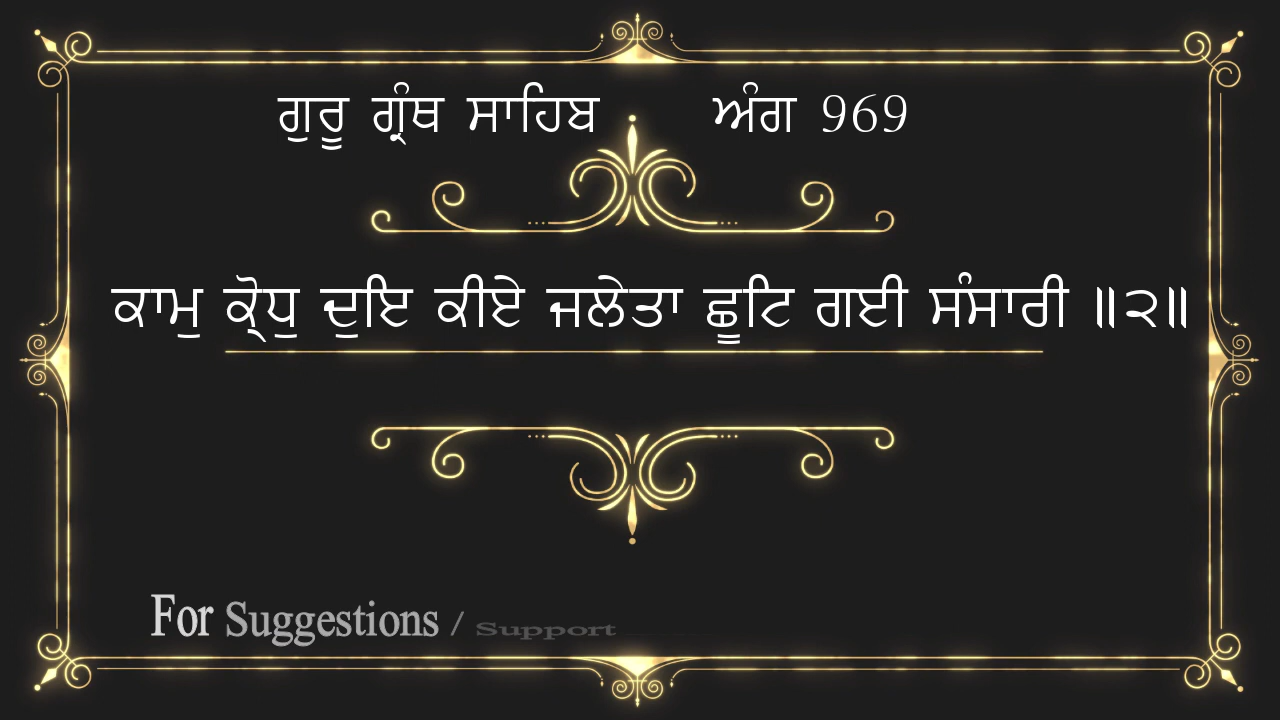 ਗੁਰੂ ਗ੍ਰੰਥ ਸਾਹਿਬ ਅੰਗ 969
ਕਾਮੁ ਕ੍ਰੋਧੁ ਦੁਇ ਕੀਏ ਜਲੇਤਾ ਛੂਟਿ ਗਈ ਸੰਸਾਰੀ ॥੨॥
For Suggestions / Support